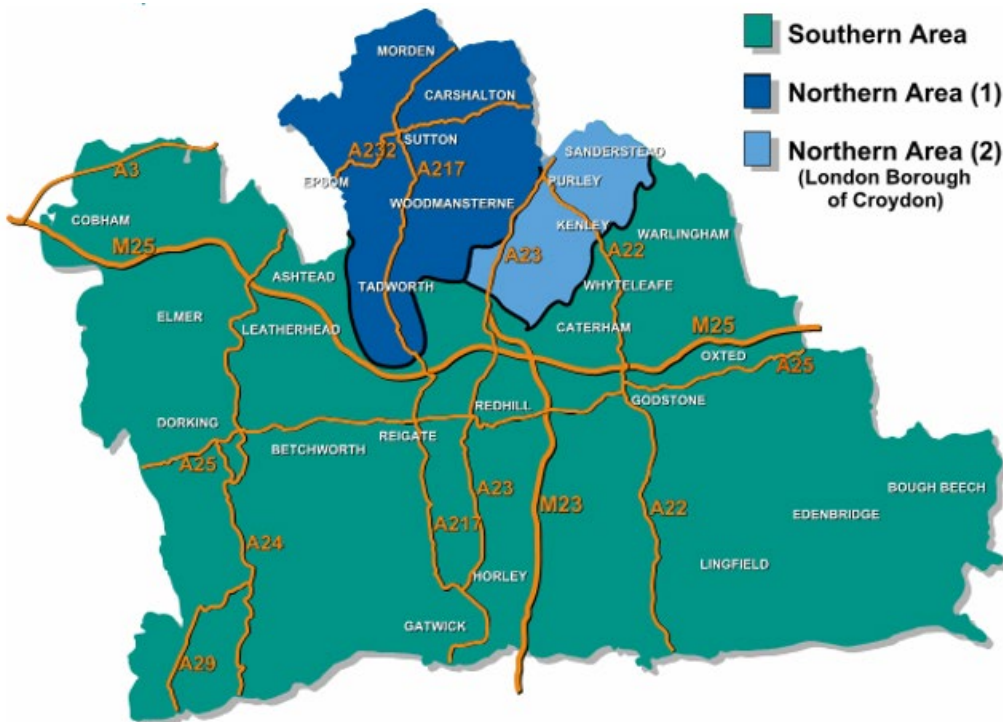 MORDEN
Southern Area
CARSHALTON
Northern Area (1)
A232
SUTTON
SANDERSTEAD
Northern Area (2)
(London Borough
of Croydon)
A3
EPSOM
A217
PURLEY
WOODMANSTERNE
COBHAM
KENLEY
WARLINGHAM
M25
A23
A22
ASHTEAD
TADWORTH
WHYTELEAFE
ELMER
LEATHERHEAD
CATERHAM
M25
OXTED
A25
REDHILL
GODSTONE
DORKING
REIGATE
BETCHWORTH
A25
A23
BOUGH BEECH
A217
M23
A22
EDENBRIDGE
A24
LINGFIELD
HORLEY
GATWICK
A29